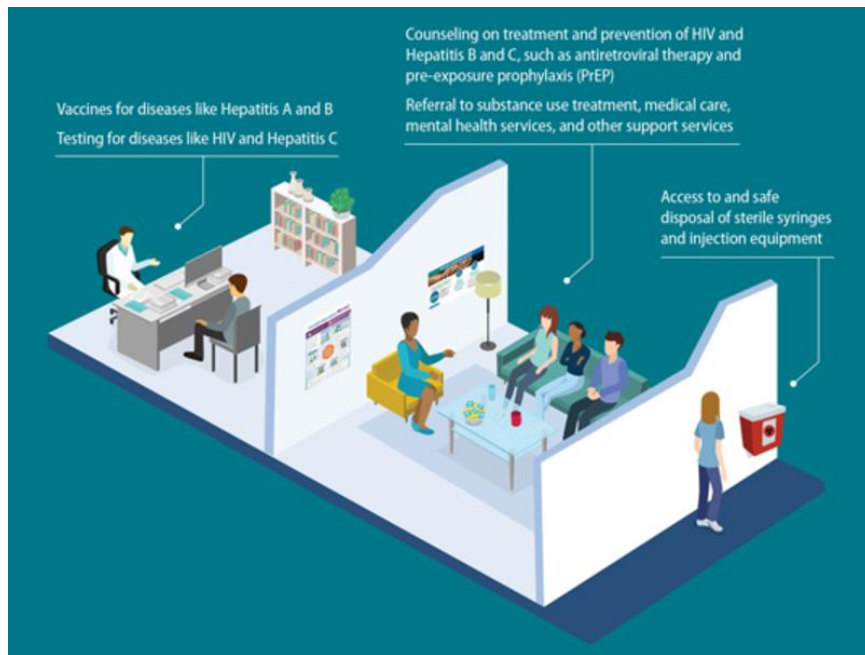 Counseling on treatment and prevention of HIV and
Hepatitis B and C, such as antiretroviral therapy and
pre-exposure prophylaxis (PrEP)
Referral to substance use treatment, medical care,
mental health services, and other support services
Vaccines for diseases like Hepatitis A and B
Testing for diseases like HIV and Hepatitis C
Access to and safe
disposal of sterile syringes
and injection equipment